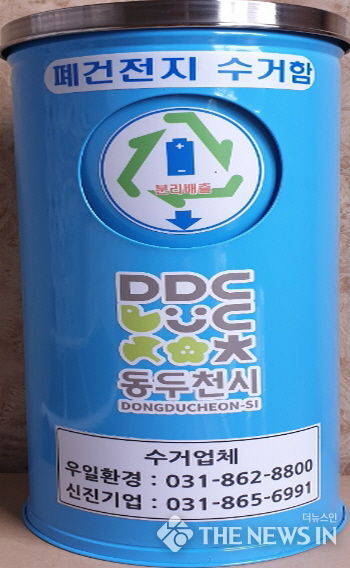 폐건전지 수거함
분리배출
DDC
동두천시
DONGDUCHEON-SI
수거업체
우일환경 : 031-862-8800
신진기업 : 031-865-6991
더뉴스인
THE NEWS IN